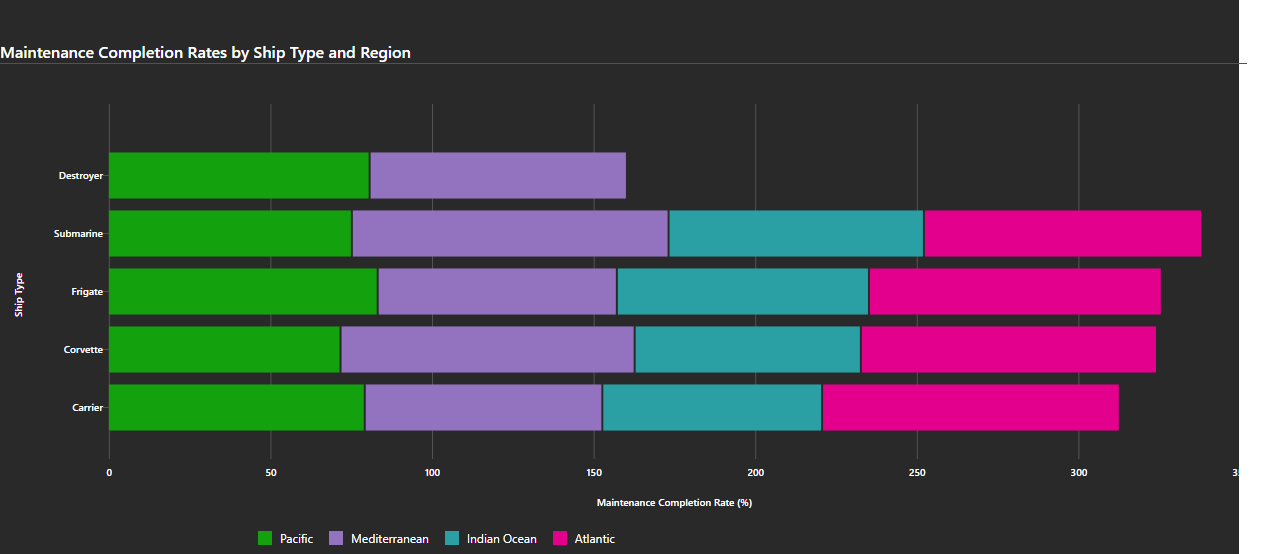 Maintenance Completion Rates by Ship Type and Region
Ship Type
Destroyer
Submarine
Frigate
Corvette
Carrier
0 50 100 150 200 250 300
Maintenance Completion Rate (%)
Pacific Mediterranean Indian Ocean Atlantic